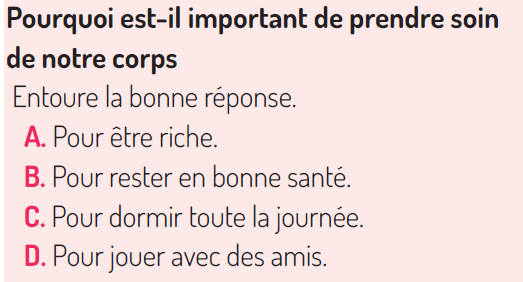 Pourquoi est-il important de prendre soin
de notre corps
Entoure la bonne réponse.
A. Pour être riche.
B. Pour rester en bonne santé.
C. Pour dormir toute la journée.
D. Pour jouer avec des amis.